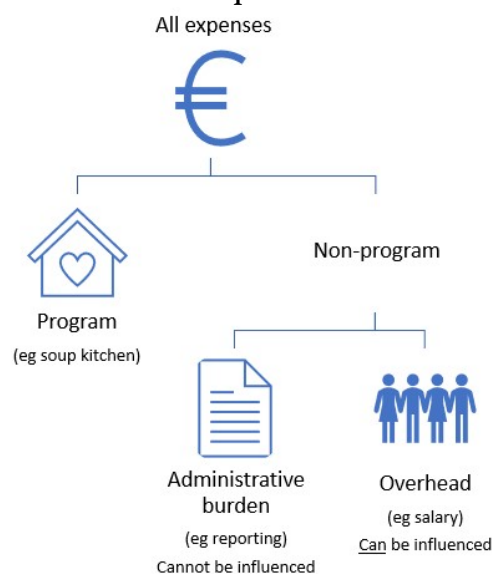 All expenses
€
Non-program
Program
(eg soup kitchen)
Administrative
burden
(eg reporting)
Cannot be influenced
Overhead
(eg salary)
Can be influenced